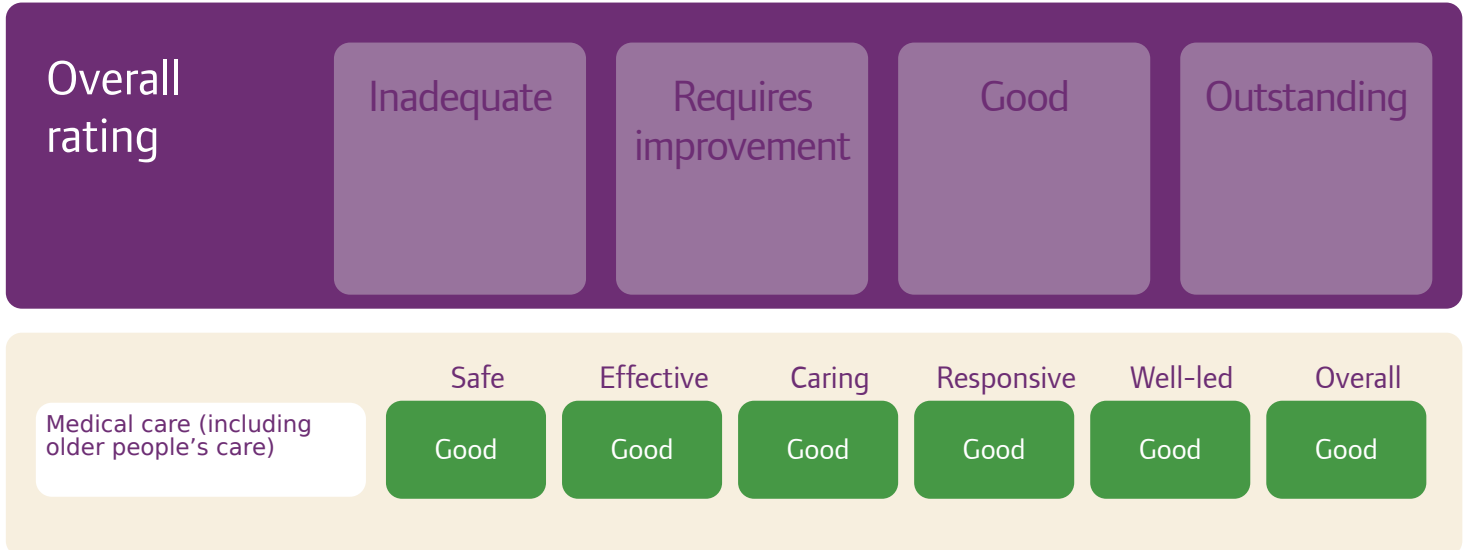 Overall
rating
Inadequate
Requires
improvement
Good
Outstanding
Safe Effective Caring Responsive Well-led Overall
Medical care (including
older people’s care)
Good Good Good Good Good Good